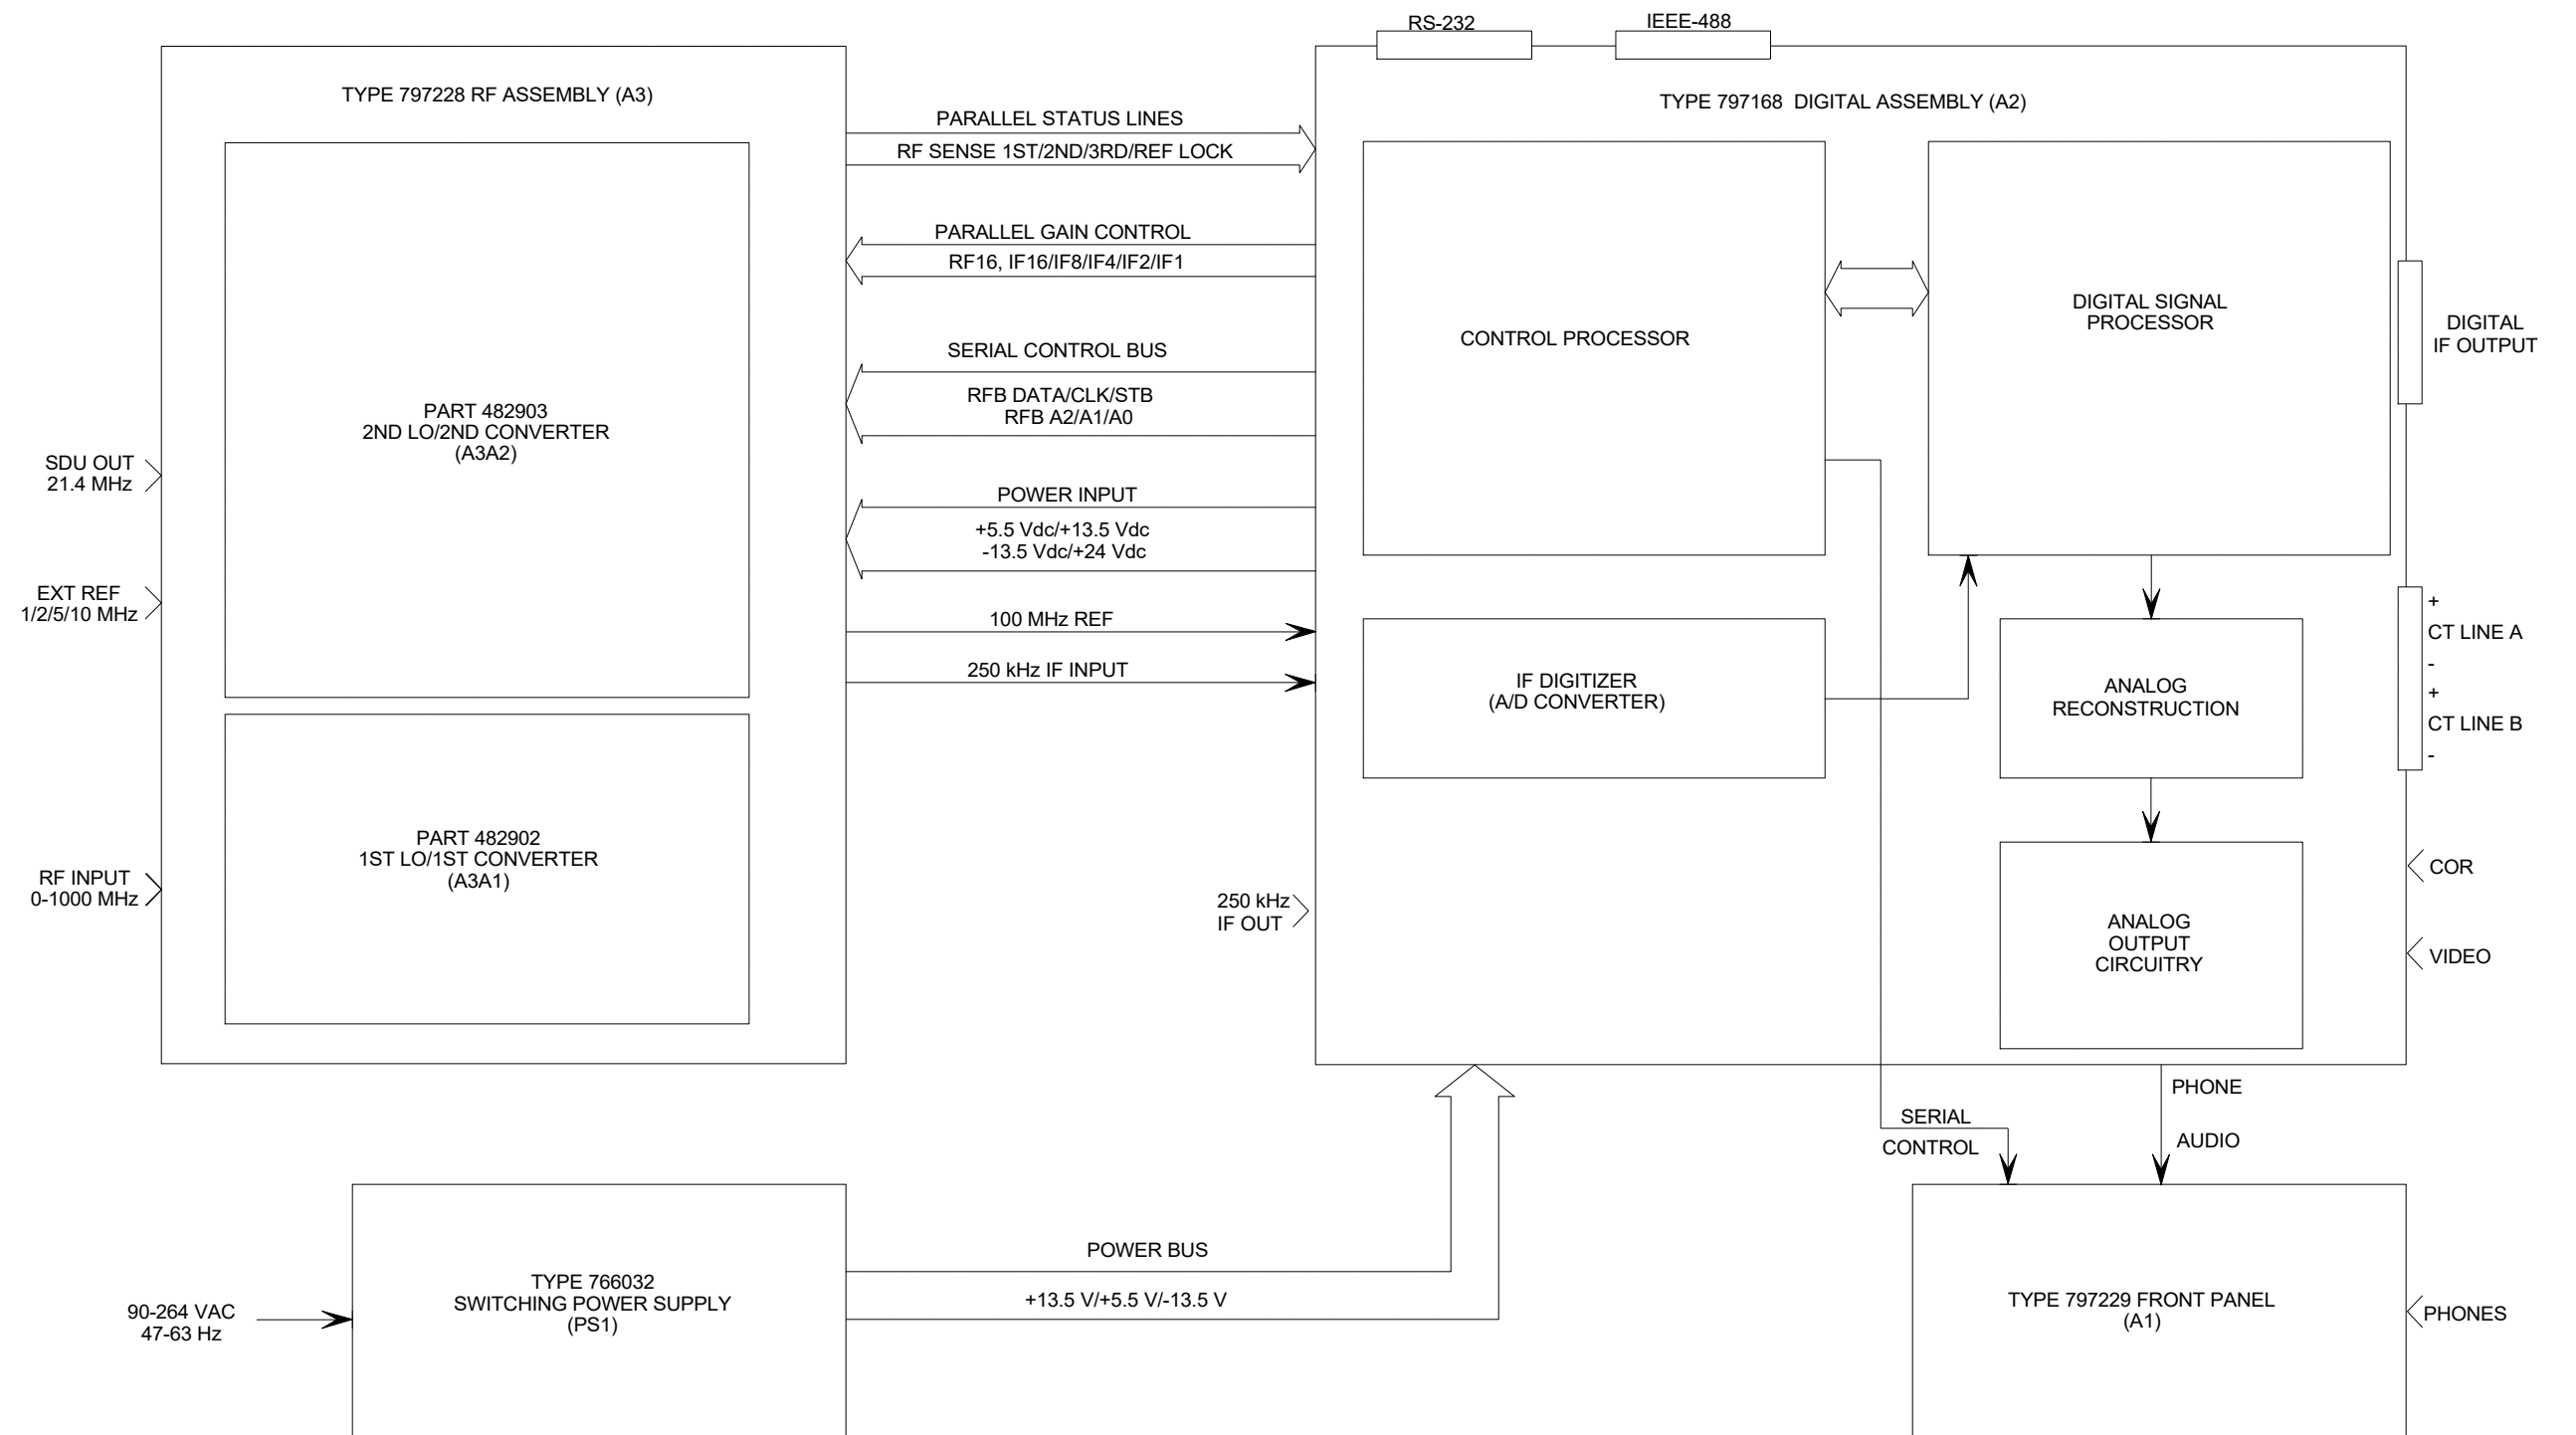 RS-232
IEEE-488
TYPE 797228 RF ASSEMBLY (A3)
TYPE 797168 DIGITAL ASSEMBLY (A2)
PARALLEL STATUS LINES
RF SENSE 1ST/2ND/3RD/REF LOCK
PARALLEL GAIN CONTROL
RF16, IF16/IF8/IF4/IF2/IF1
SERIAL CONTROL BUS
RFB DATA/CLK/STB
RFB A2/A1/A0
POWER INPUT
+5.5 Vdc/+13.5 Vdc
-13.5 Vdc/+24 Vdc
100 MHz REF
250 kHz IF INPUT
PART 482903
2ND LO/2ND CONVERTER
(A3A2)
SDU OUT
21.4 MHz
EXT REF
1/2/5/10 MHz
PART 482902
1ST LO/1ST CONVERTER
(A3A1)
RF INPUT
0-1000 MHz
CONTROL PROCESSOR
DIGITAL SIGNAL
PROCESSOR
DIGITAL
IF OUTPUT
IF DIGITIZER
(A/D CONVERTER)
ANALOG
RECONSTRUCTION
+
CT LINE A
-
+
CT LINE B
-
250 kHz
IF OUT
ANALOG
OUTPUT
CIRCUITRY
COR
VIDEO
PHONE
AUDIO
SERIAL
CONTROL
90-264 VAC
47-63 Hz
TYPE 766032
SWITCHING POWER SUPPLY
(PS1)
POWER BUS
+13.5 V/+5.5 V/-13.5 V
TYPE 797229 FRONT PANEL
(A1)
PHONES